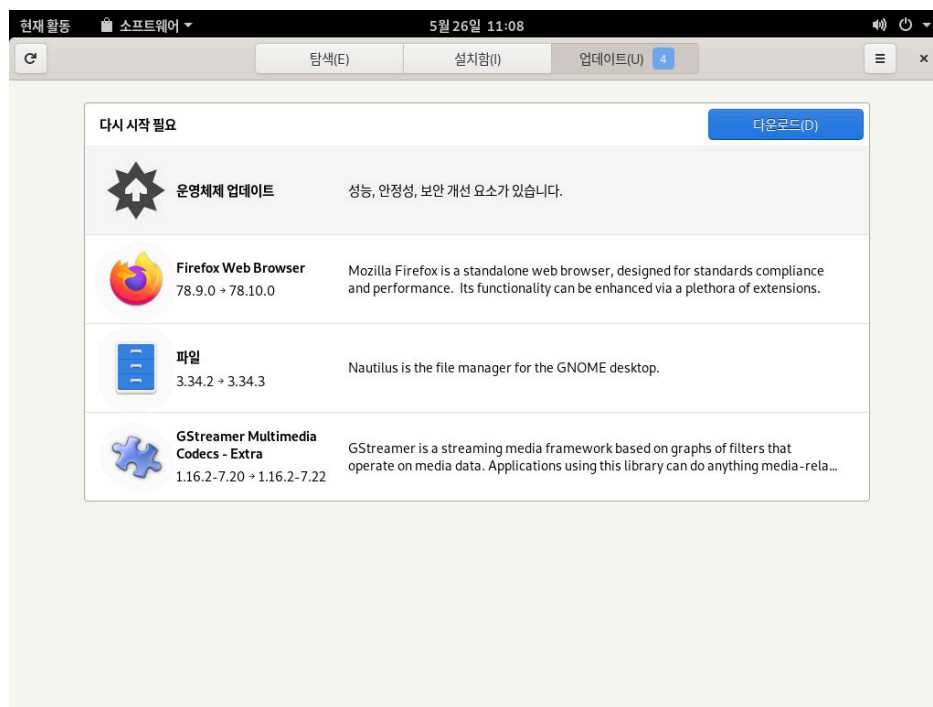 현재 활동 소프트웨어 5월 26일 11:08
탐색(E) 설치함(I) 업데이트(U) 4
다시 시작 필요 다운로드(D)
운영체제 업데이트 성능, 안정성, 보안 개선 요소가 있습니다.
Firefox Web Browser
78.9.0 → 78.10.0
Mozilla Firefox is a standalone web browser, designed for standards compliance
and performance. Its functionality can be enhanced via a plethora of extensions.
파일
3.34.2 → 3.34.3
Nautilus is the file manager for the GNOME desktop.
GStreamer Multimedia
Codecs - Extra
1.16.2-7.20 → 1.16.2-7.22
GStreamer is a streaming media framework based on graphs of filters that
operate on media data. Applications using this library can do anything media-rela…